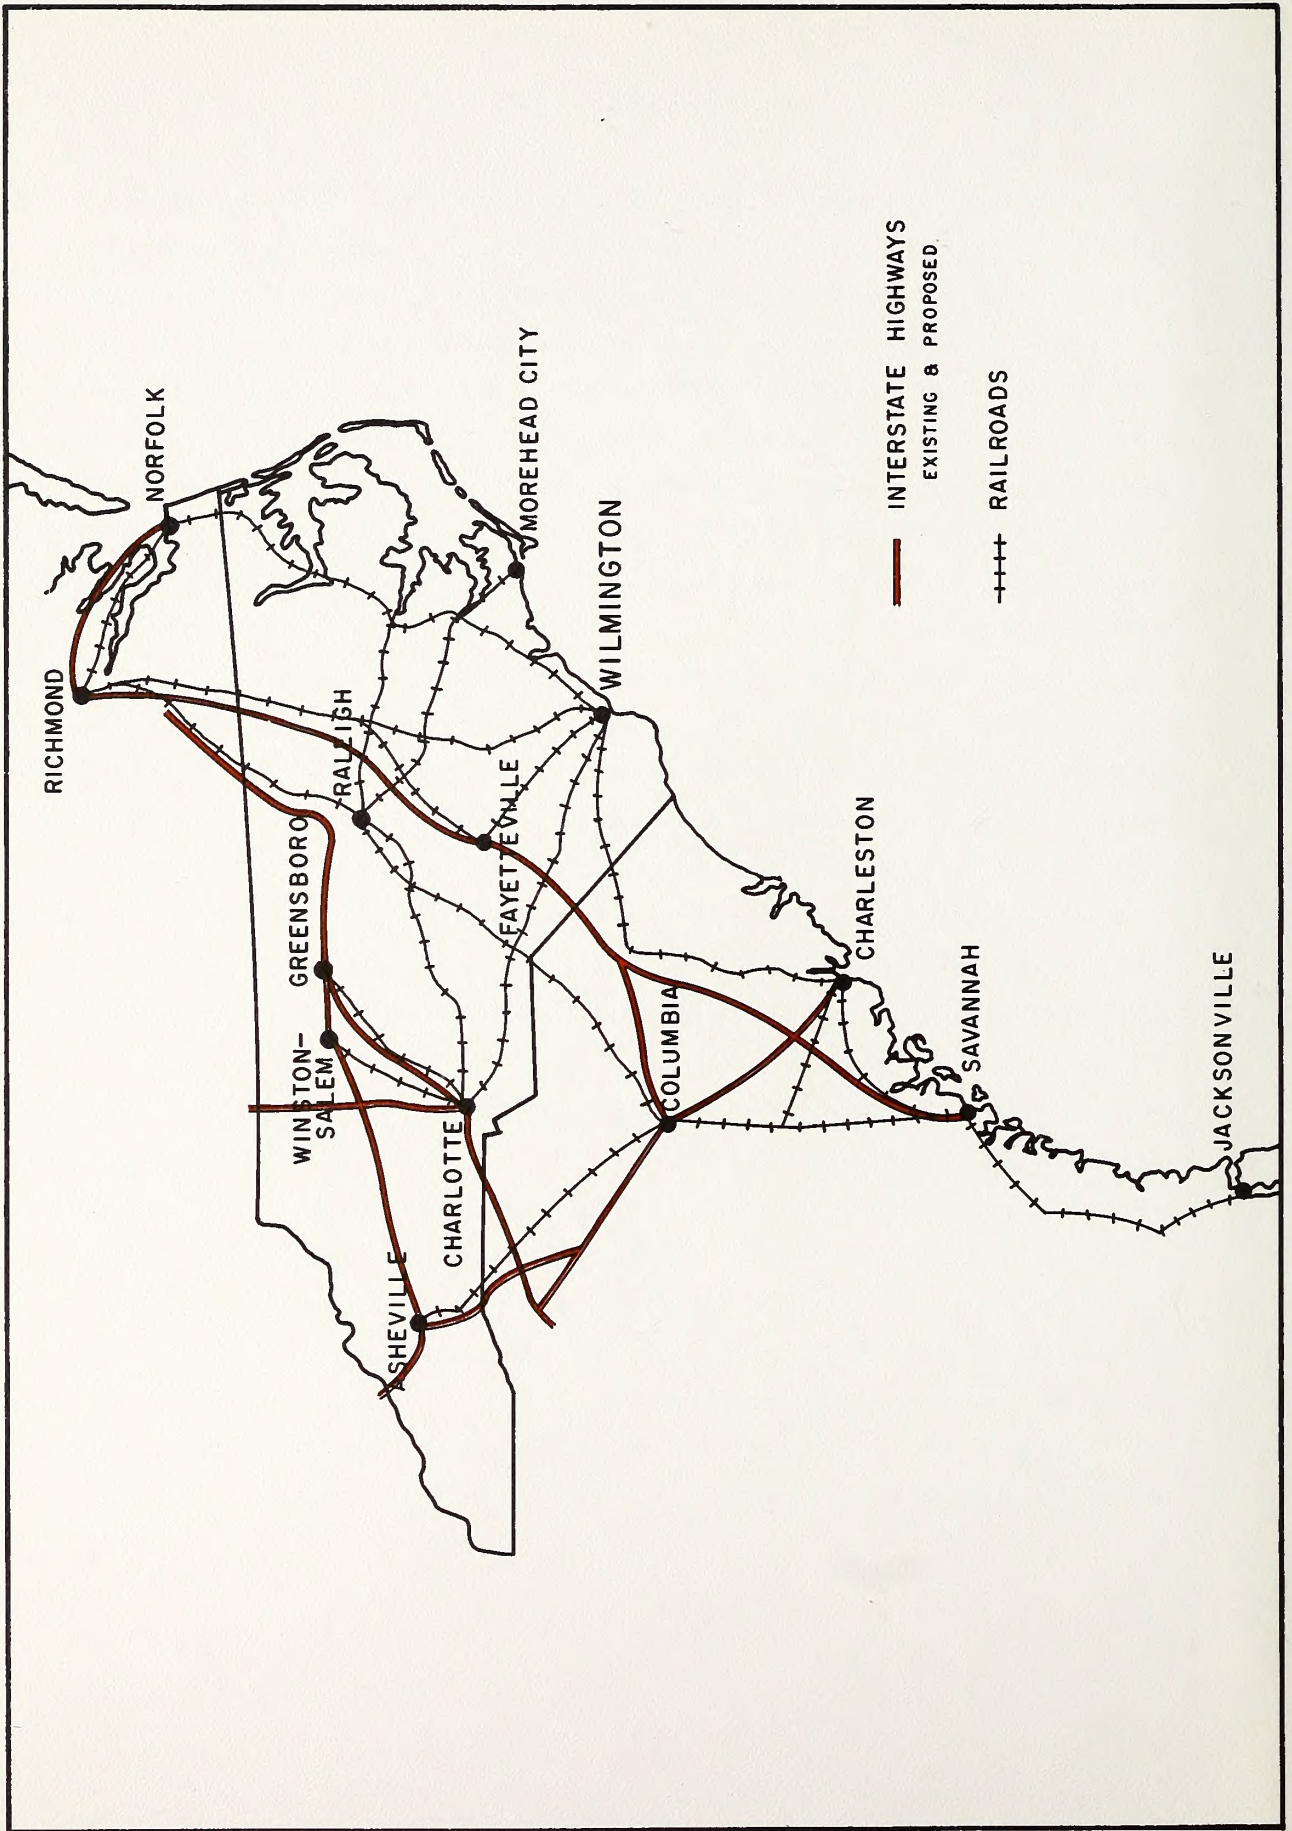 RICHMOND
NORFOLK
RALEIGH
GREENSBORO
WINSTON-
SALEM
MOREHEAD CITY
ASHEVILLE
CHARLOTTE
FAYETTEVILLE
WILMINGTON
COLUMBIA
CHARLESTON
SAVANNAH
JACKSONVILLE
INTERSTATE HIGHWAYS
EXISTING & PROPOSED
RAILROADS